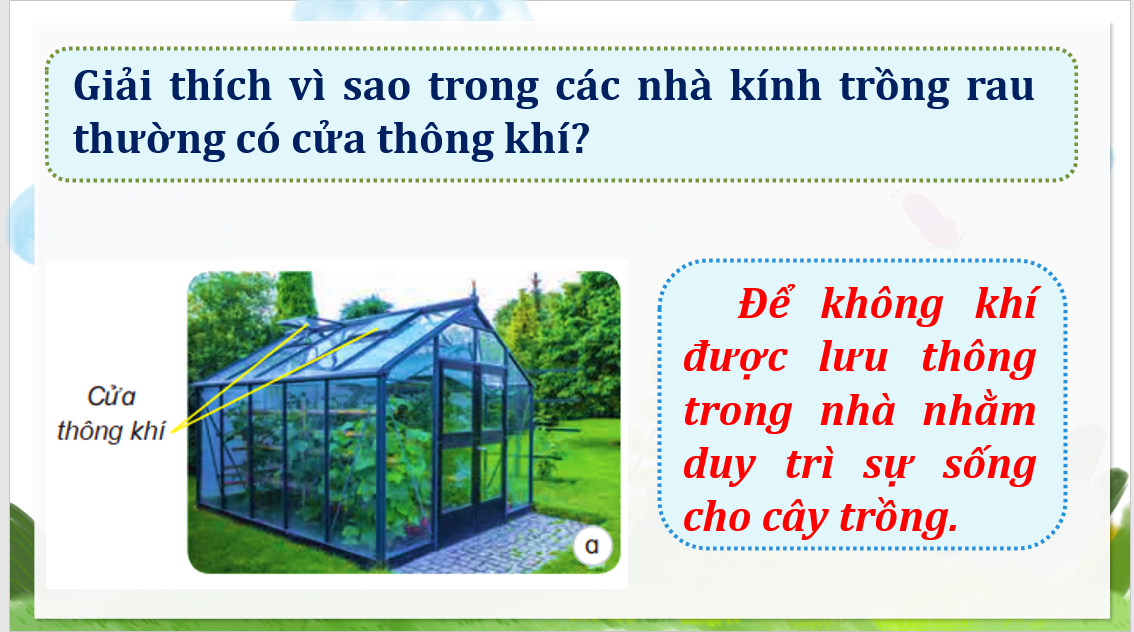 Giải thích vì sao trong các nhà kính trồng rau
thường có cửa thông khí?
Cửa
thông khí
a
Để không khí
được lưu thông
trong nhà nhằm
duy trì sự sống
cho cây trồng.